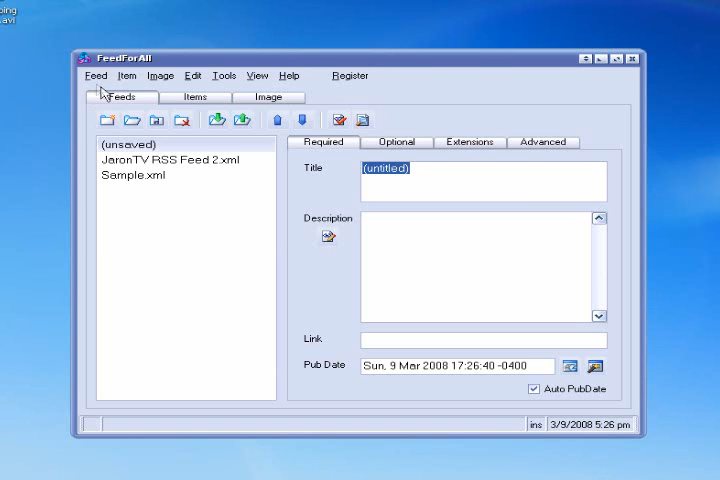 ping
.avi
FeedForAll
Feed Item Image Edit Tools View Help Register
Feeds Items Image
(unsaved)
JaronTV RSS Feed 2.xml
Sample.xml
Required Optional Extensions Advanced
Title (untitled)
Description
Link
Pub Date Sun, 9 Mar 2008 17:26:40 -0400
Auto PubDate
ins 3/9/2008 5:26 pm